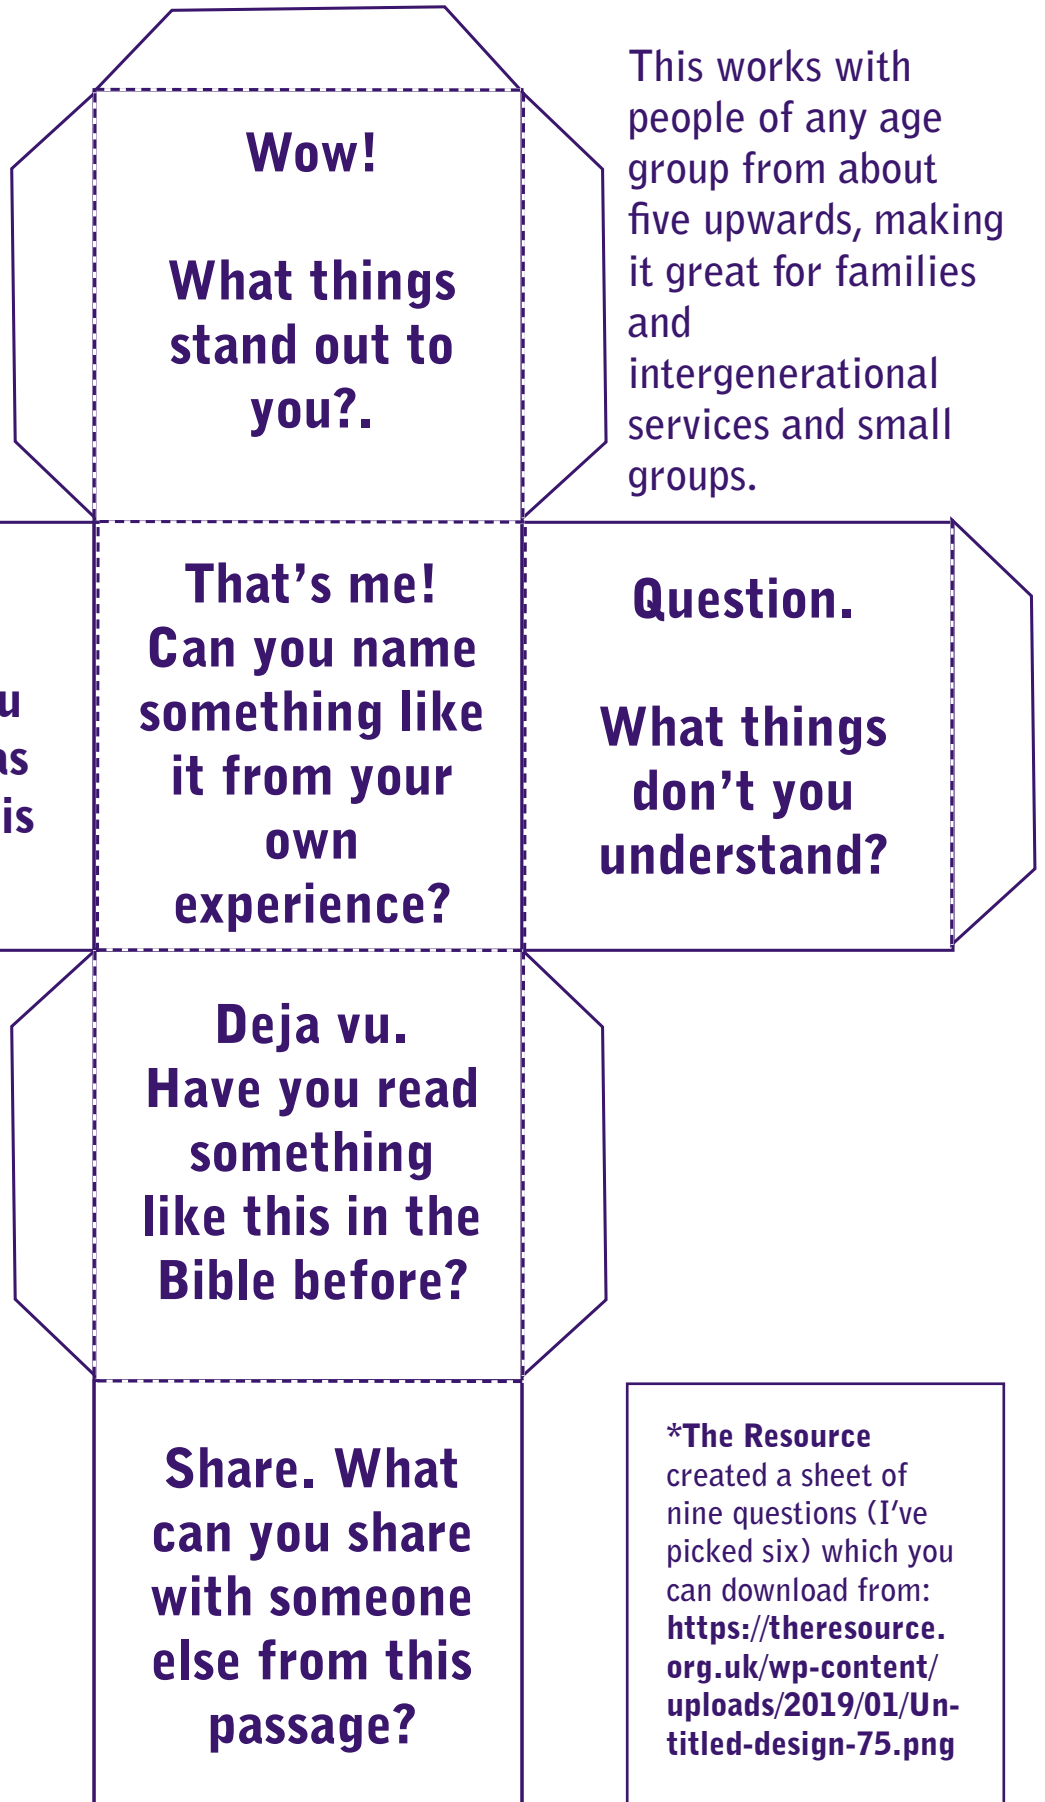 This works with
people of any age
group from about
five upwards, making
it great for families
and
intergenerational
services and small
groups.
Wow!
What things
stand out to
you?.
That’s me!
Can you name
something like
it from your
own
experience?
Question.
What things
don’t you
understand?
Deja vu.
Have you read
something
like this in the
Bible before?
Share. What
can you share
with someone
else from this
passage?
*The Resource
created a sheet of
nine questions (I’ve
picked six) which you
can download from:
https://theresource.
org.uk/wp-content/
uploads/2019/01/Un-
titled-design-75.png